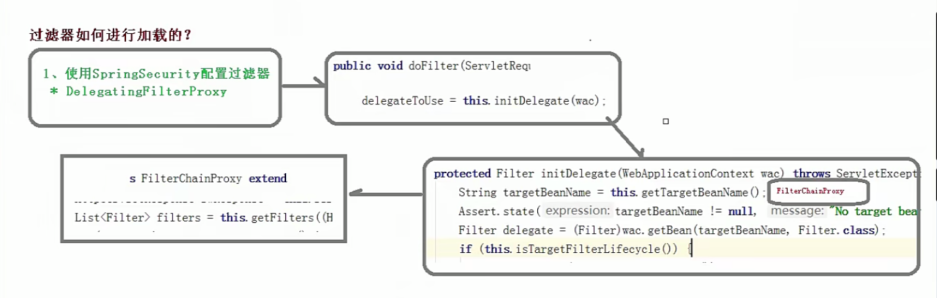 过滤器如何进行加载的?
1、使用SpringSecurity配置过滤器
* DelegatingFilterProxy
public void doFilter(ServletReq
delegateToUse = this.initDelegate(wac);
protected Filter initDelegate(WebApplicationContext wac) throws ServletExcept
String targetBeanName = this.getTargetBeanName();
FilterChainProxy
Assert.state( expression: targetBeanName != null, message: "No target bea
Filter delegate = (Filter)wac.getBean(targetBeanName, Filter.class);
if (this.isTargetFilterLifecycle()) {
s FilterChainProxy extend
List<Filter> filters = this.getFilters((H